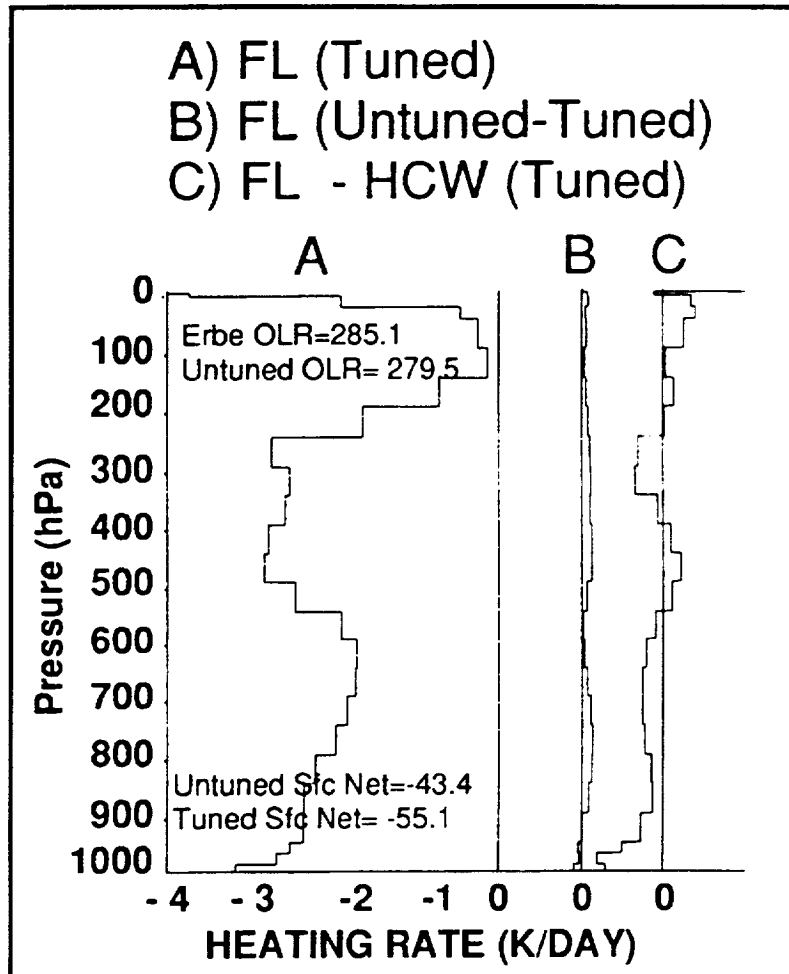 A) FL (Tuned)
B) FL (Untuned-Tuned)
C) FL - HCW (Tuned)
A B C
0
Erbe OLR=285.1
100
Untuned OLR= 279.5
200
300
400
500
600
700
800
Untuned Sfc Net=-43.4
900
Tuned Sfc Net= -55.1
1000
Pressure (hPa)
-4 -3 -2 -1 0 0 0
HEATING RATE (K/DAY)